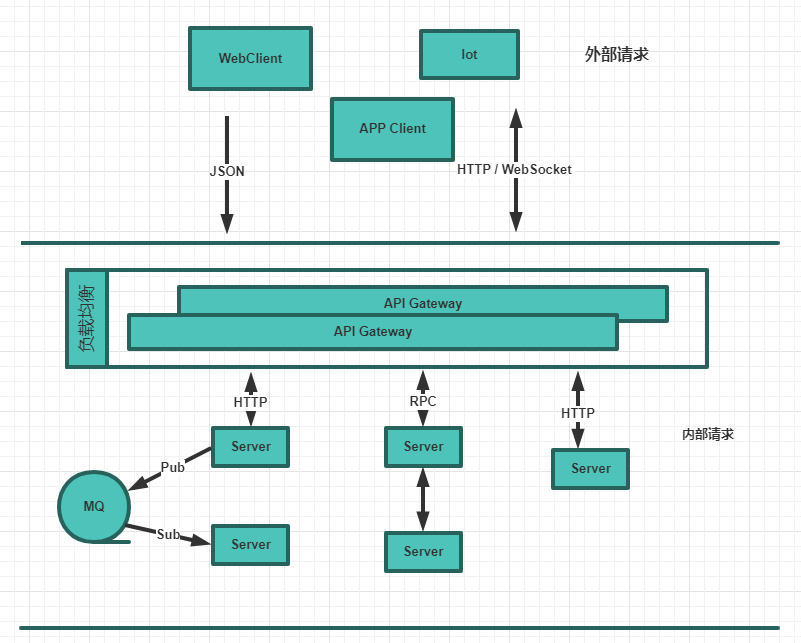 WebClient
Iot
外部请求
APP Client
JSON
HTTP / WebSocket
负载均衡
API Gateway
API Gateway
HTTP
RPC
HTTP
内部请求
Server
Server
Server
Pub
MQ
Sub
Server
Server